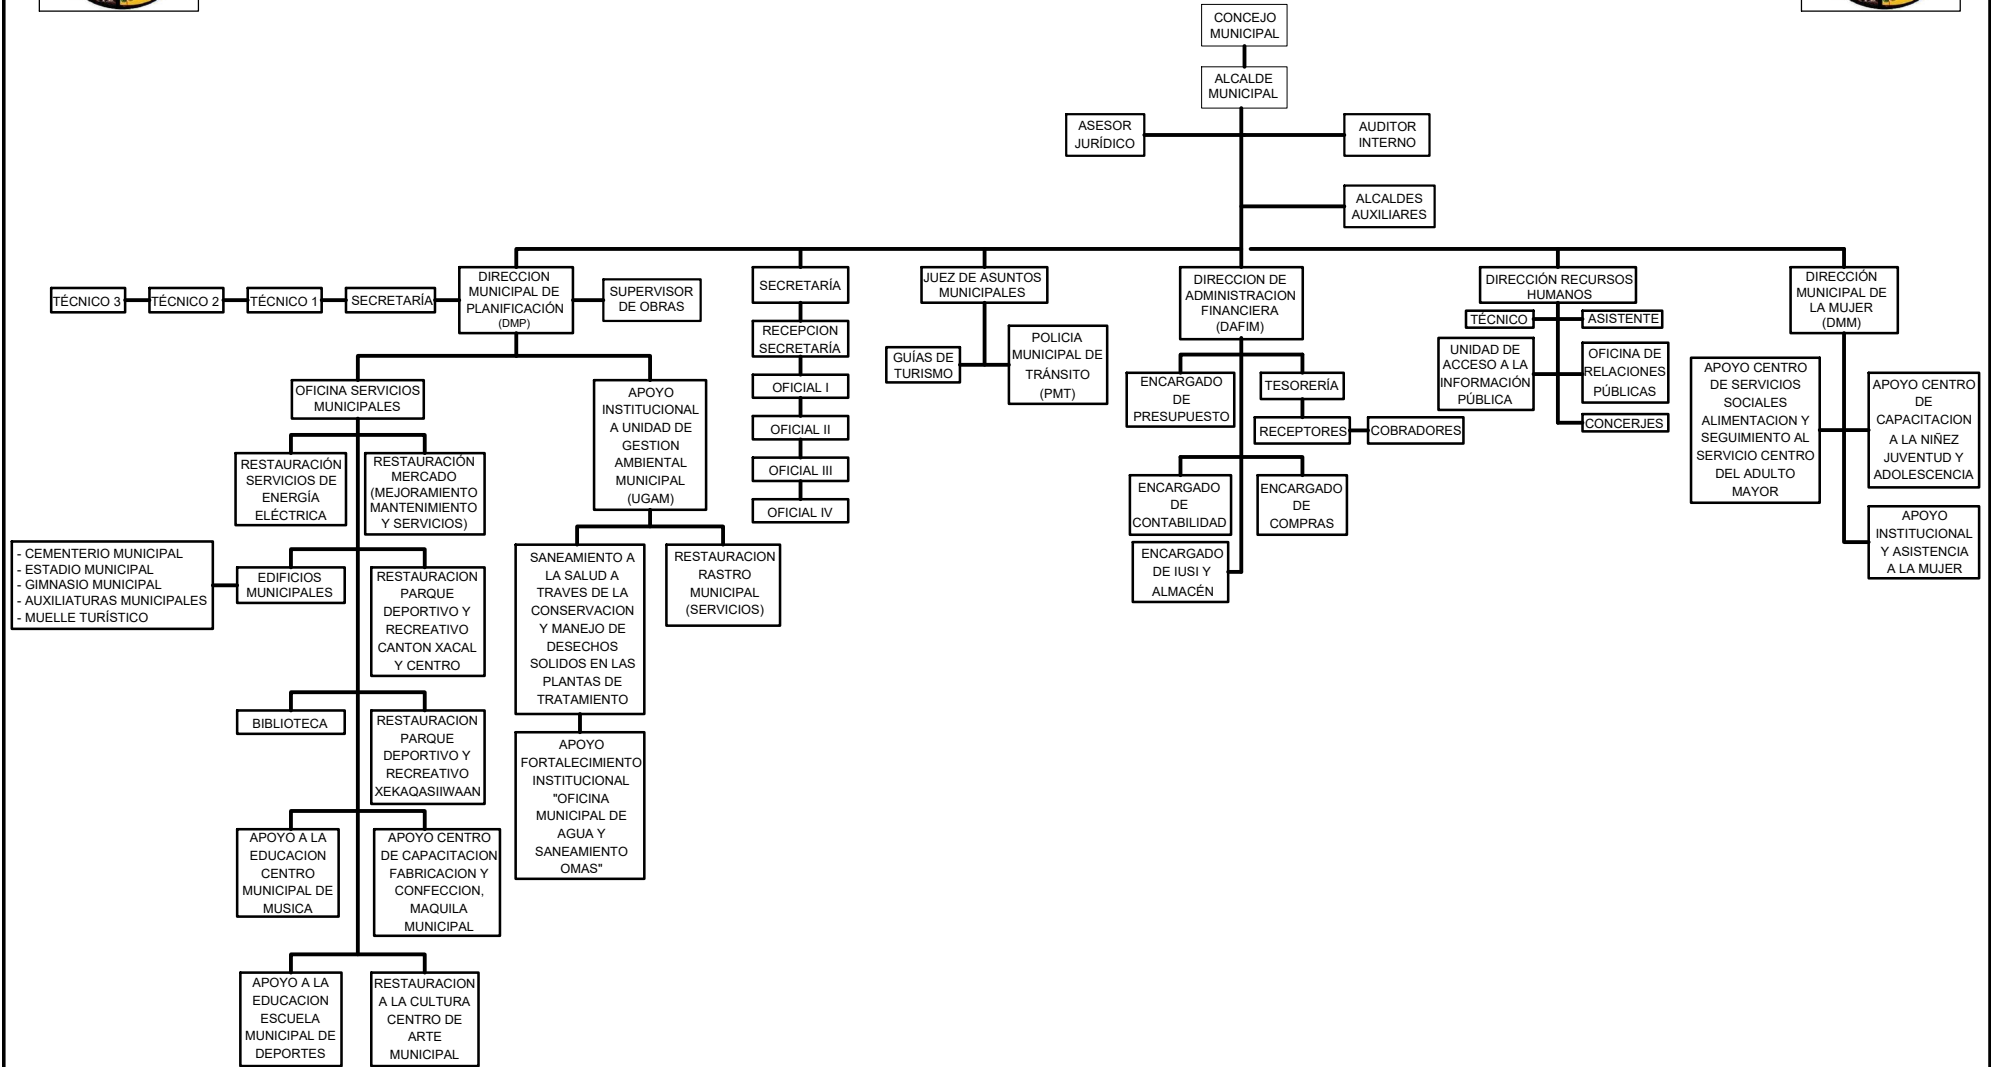 CONCEJO
MUNICIPAL
ALCALDE
MUNICIPAL
ASESOR
JURÍDICO
AUDITOR
INTERNO
ALCALDES
AUXILIARES
TÉCNICO 3
TÉCNICO 2
TÉCNICO 1
SECRETARÍA
DIRECCION
MUNICIPAL DE
PLANIFICACIÓN
(DMP)
SUPERVISOR
DE OBRAS
SECRETARÍA
RECEPCION
SECRETARÍA
OFICIAL I
OFICIAL II
OFICIAL III
OFICIAL IV
JUEZ DE ASUNTOS
MUNICIPALES
GUÍAS DE
TURISMO
POLICIA
MUNICIPAL DE
TRÁNSITO
(PMT)
DIRECCION DE
ADMINISTRACION
FINANCIERA
(DAFIM)
ENCARGADO
DE
PRESUPUESTO
TESORERÍA
RECEPTORES
COBRADORES
ENCARGADO
DE
CONTABILIDAD
ENCARGADO
DE
COMPRAS
ENCARGADO
DE IUSI Y
ALMACÉN
DIRECCIÓN RECURSOS
HUMANOS
TÉCNICO
ASISTENTE
UNIDAD DE
ACCESO A LA
INFORMACIÓN
PÚBLICA
OFICINA DE
RELACIONES
PÚBLICAS
CONCERJES
DIRECCIÓN
MUNICIPAL DE
LA MUJER
(DMM)
APOYO CENTRO
DE SERVICIOS
SOCIALES
ALIMENTACION Y
SEGUIMIENTO AL
SERVICIO CENTRO
DEL ADULTO
MAYOR
APOYO CENTRO
DE
CAPACITACION
A LA NIÑEZ
JUVENTUD Y
ADOLESCENCIA
APOYO
INSTITUCIONAL
Y ASISTENCIA
A LA MUJER
OFICINA SERVICIOS
MUNICIPALES
RESTAURACIÓN
SERVICIOS DE
ENERGÍA
ELÉCTRICA
RESTAURACIÓN
MERCADO
(MEJORAMIENTO
MANTENIMIENTO
Y SERVICIOS)
- CEMENTERIO MUNICIPAL
- ESTADIO MUNICIPAL
- GIMNASIO MUNICIPAL
- AUXILIATURAS MUNICIPALES
- MUELLE TURÍSTICO
EDIFICIOS
MUNICIPALES
RESTAURACION
PARQUE
DEPORTIVO Y
RECREATIVO
CANTON XACAL
Y CENTRO
BIBLIOTECA
RESTAURACION
PARQUE
DEPORTIVO Y
RECREATIVO
XEKAQASIIWAAN
APOYO A LA
EDUCACION
CENTRO
MUNICIPAL DE
MUSICA
APOYO CENTRO
DE CAPACITACION
FABRICACION Y
CONFECCION,
MAQUILA
MUNICIPAL
APOYO A LA
EDUCACION
ESCUELA
MUNICIPAL DE
DEPORTES
RESTAURACION
A LA CULTURA
CENTRO DE
ARTE
MUNICIPAL
APOYO
INSTITUCIONAL
A UNIDAD DE
GESTION
AMBIENTAL
MUNICIPAL
(UGAM)
SANEAMIENTO A
LA SALUD A
TRAVES DE LA
CONSERVACION
Y MANEJO DE
DESECHOS
SOLIDOS EN LAS
PLANTAS DE
TRATAMIENTO
RESTAURACION
RASTRO
MUNICIPAL
(SERVICIOS)
APOYO
FORTALECIMIENTO
INSTITUCIONAL
"OFICINA
MUNICIPAL DE
AGUA Y
SANEAMIENTO
OMAS"